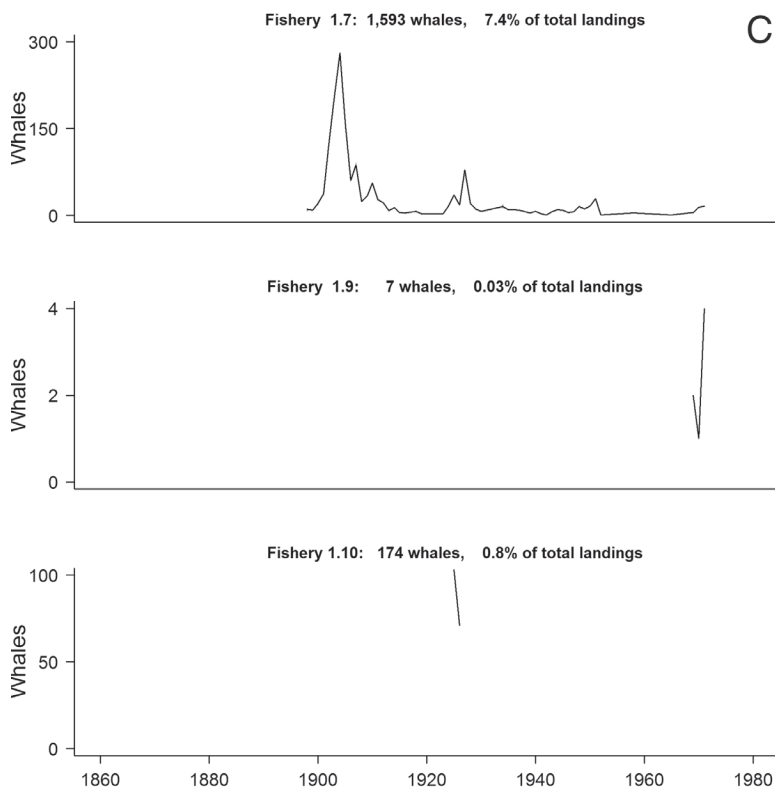 Fishery 1.7: 1,593 whales, 7.4% of total landings
C
300
150
0
Whales
Fishery 1.9: 7 whales, 0.03% of total landings
4
2
0
Whales
Fishery 1.10: 174 whales, 0.8% of total landings
100
50
0
Whales
1860 1880 1900 1920 1940 1960 1980